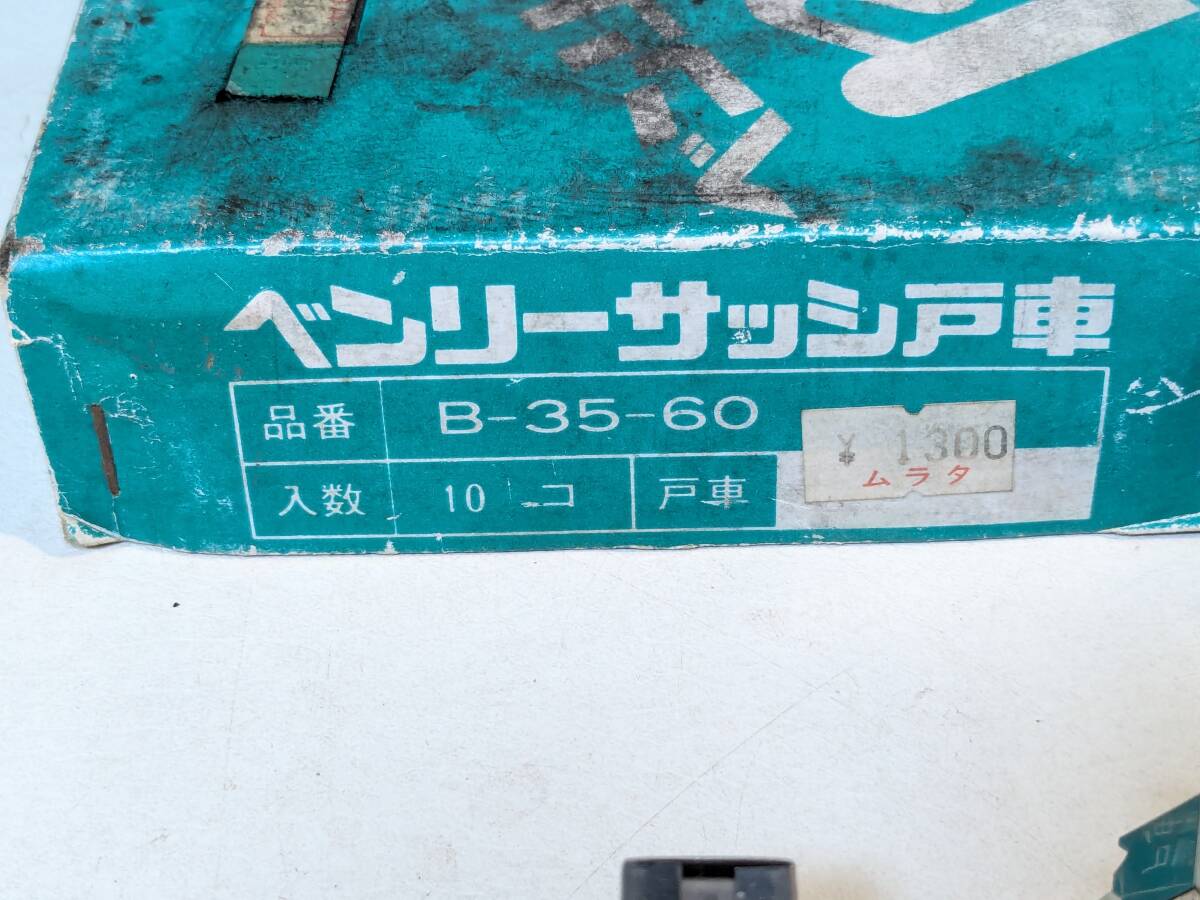 ベンリーサッシ戸車
品番 B-35-60
¥ 1300
ムラタ
入数 10 コ 戸車